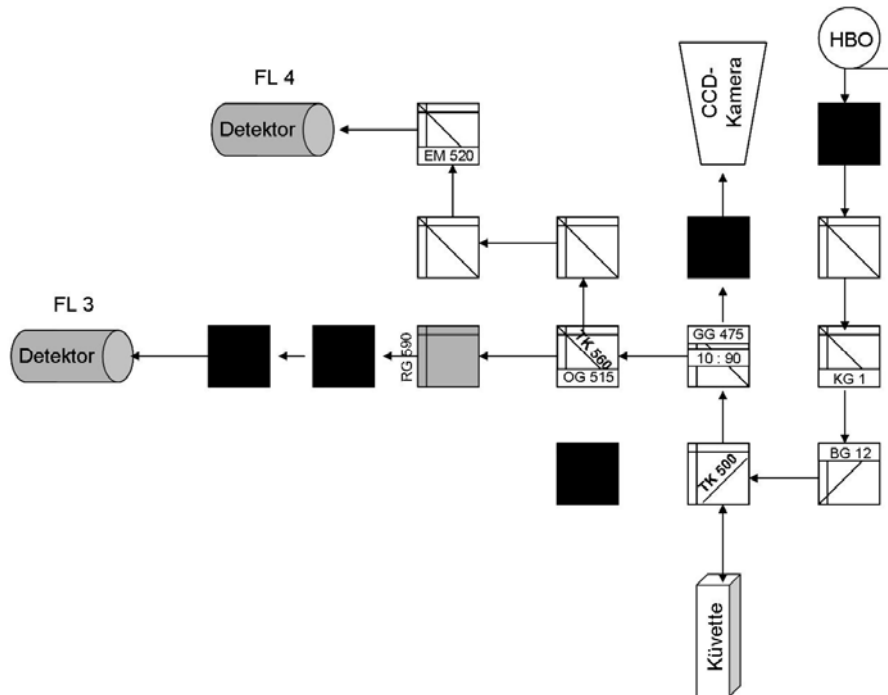 HBO
CCD-
Kamera
FL 4
Detektor
EM 520
FL 3
Detektor
RG 590
TK 560
OG 515
GG 475
10 : 90
KG 1
TK 500
BG 12
Küvette